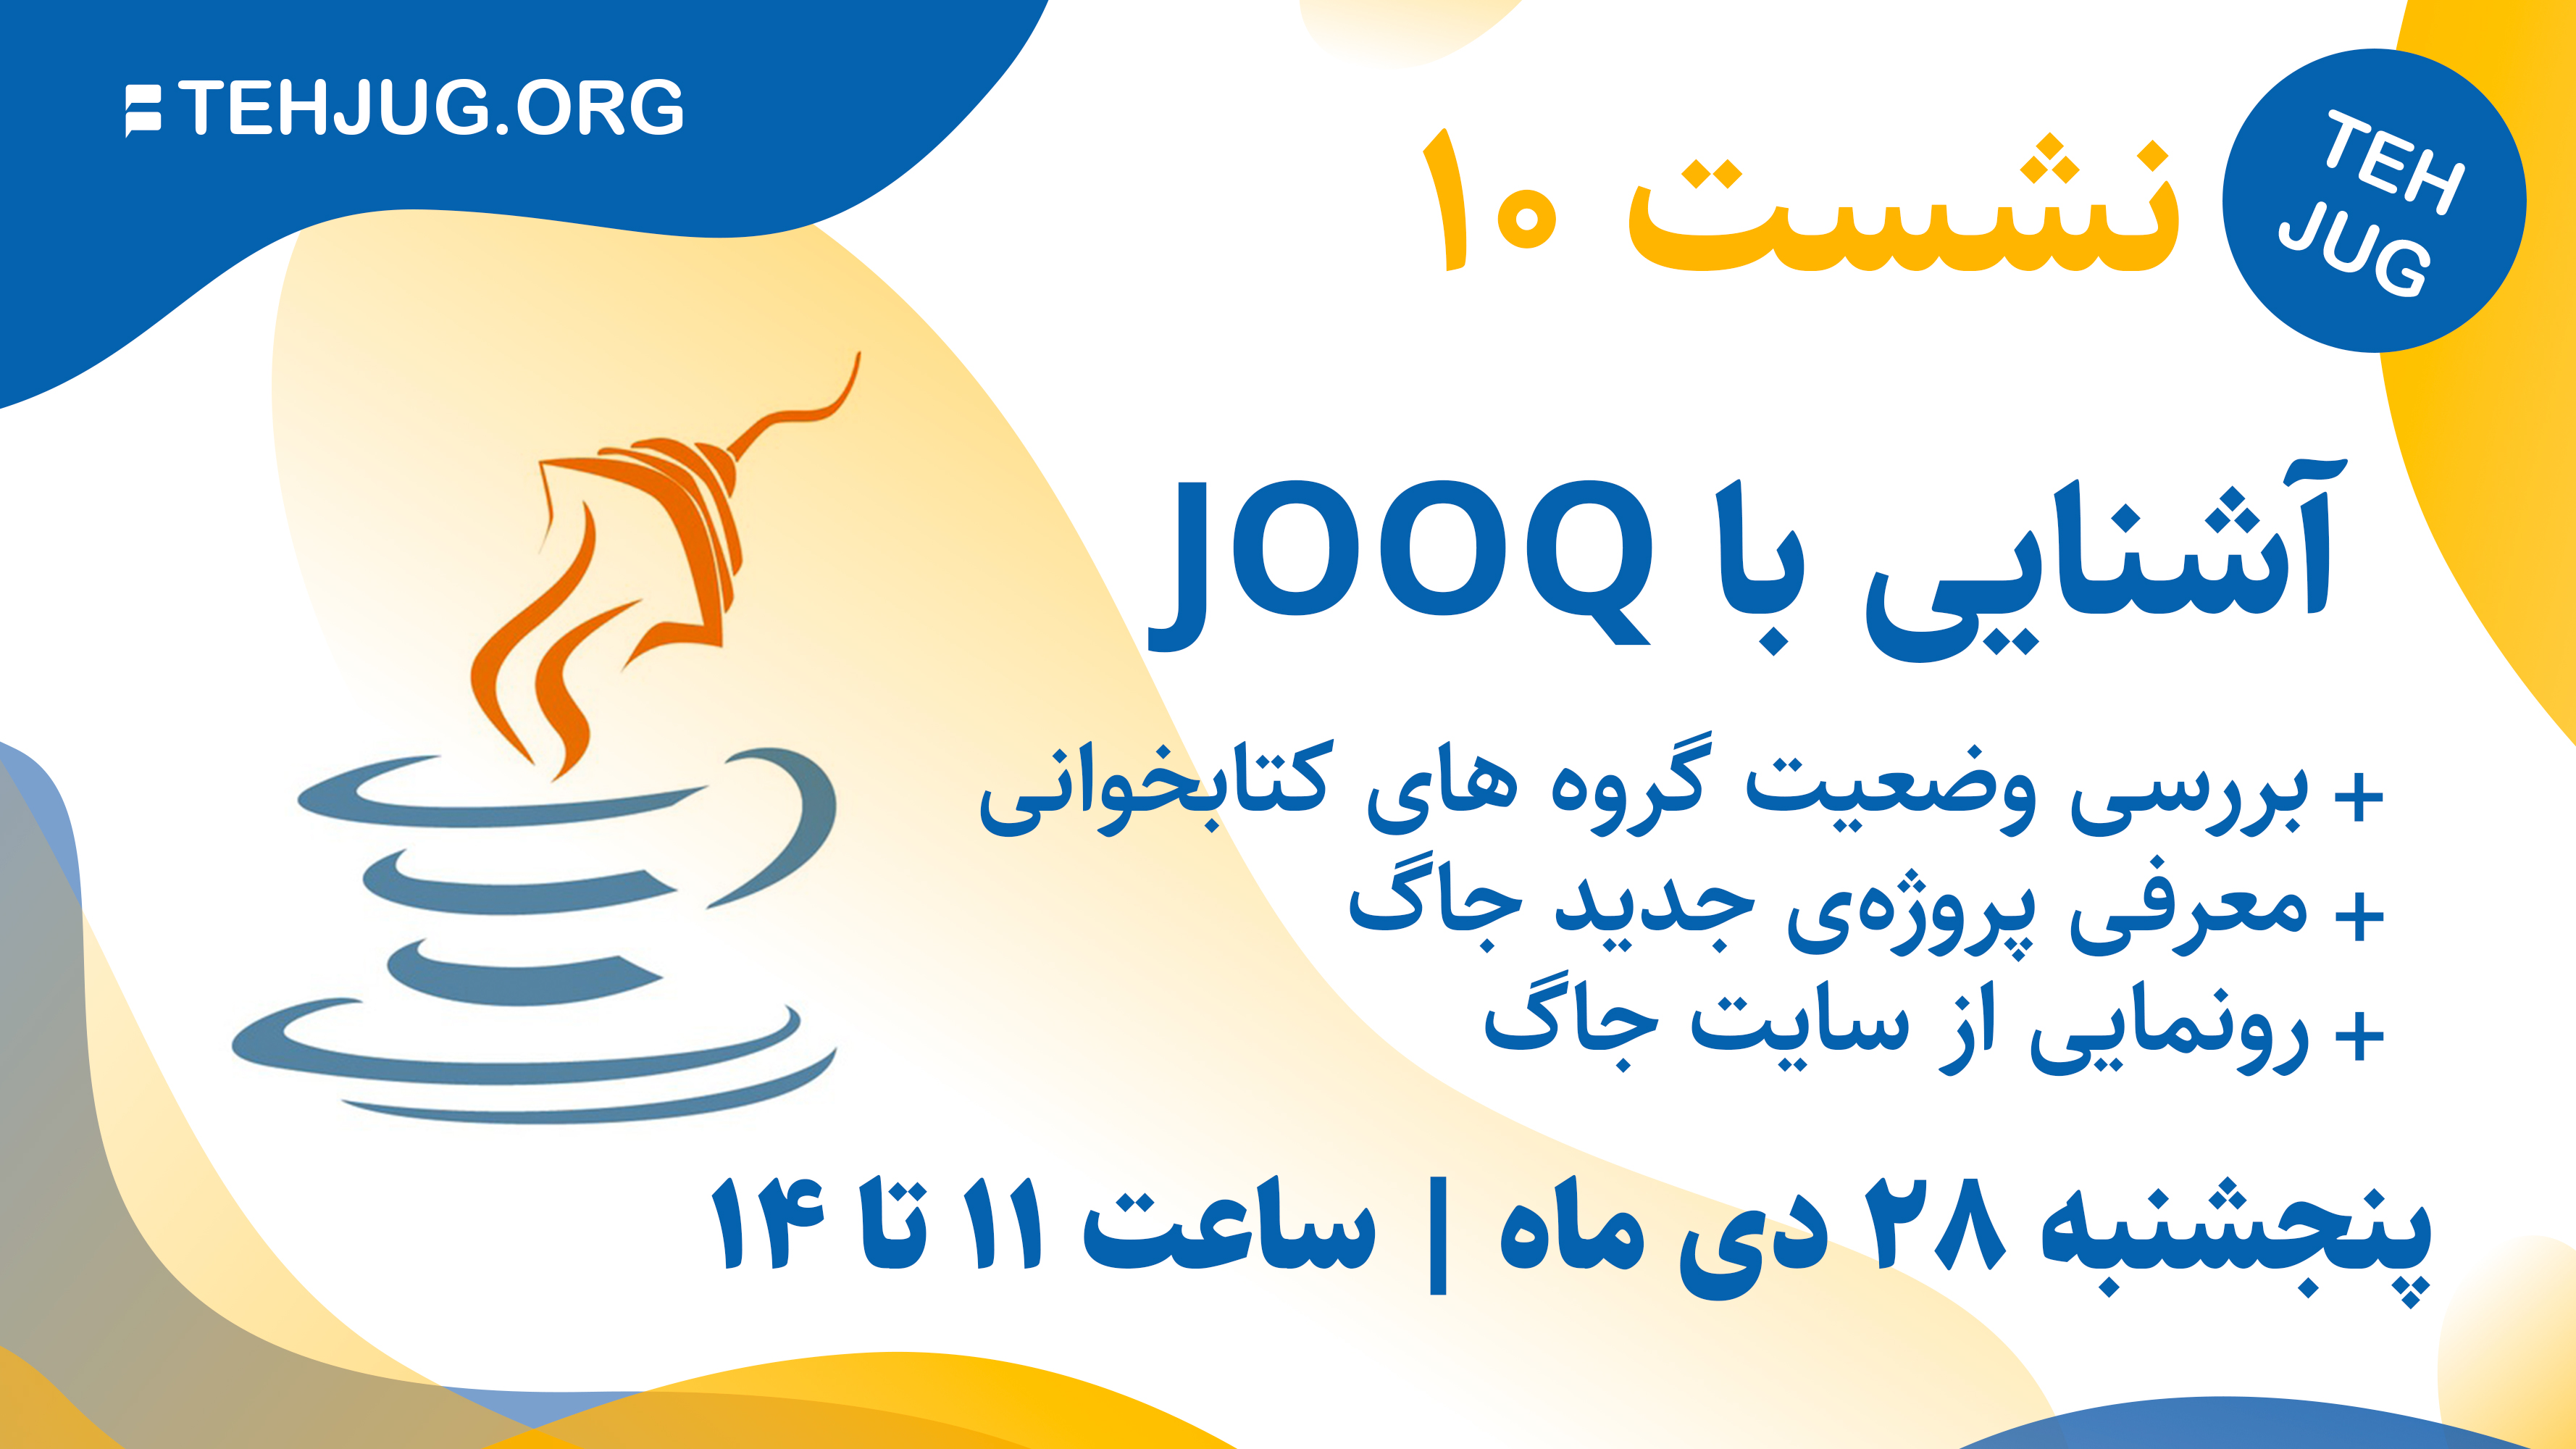 TEHJUG.ORG
نشست ۱۰
TEH
JUG
آشنایی با JOOQ
+ بررسی وضعیت گروه های کتابخوانی
+ معرفی پروژه‌ی جدید جاگ
+ رونمایی از سایت جاگ
پنجشنبه ۲۸ دی ماه | ساعت ۱۱ تا ۱۴